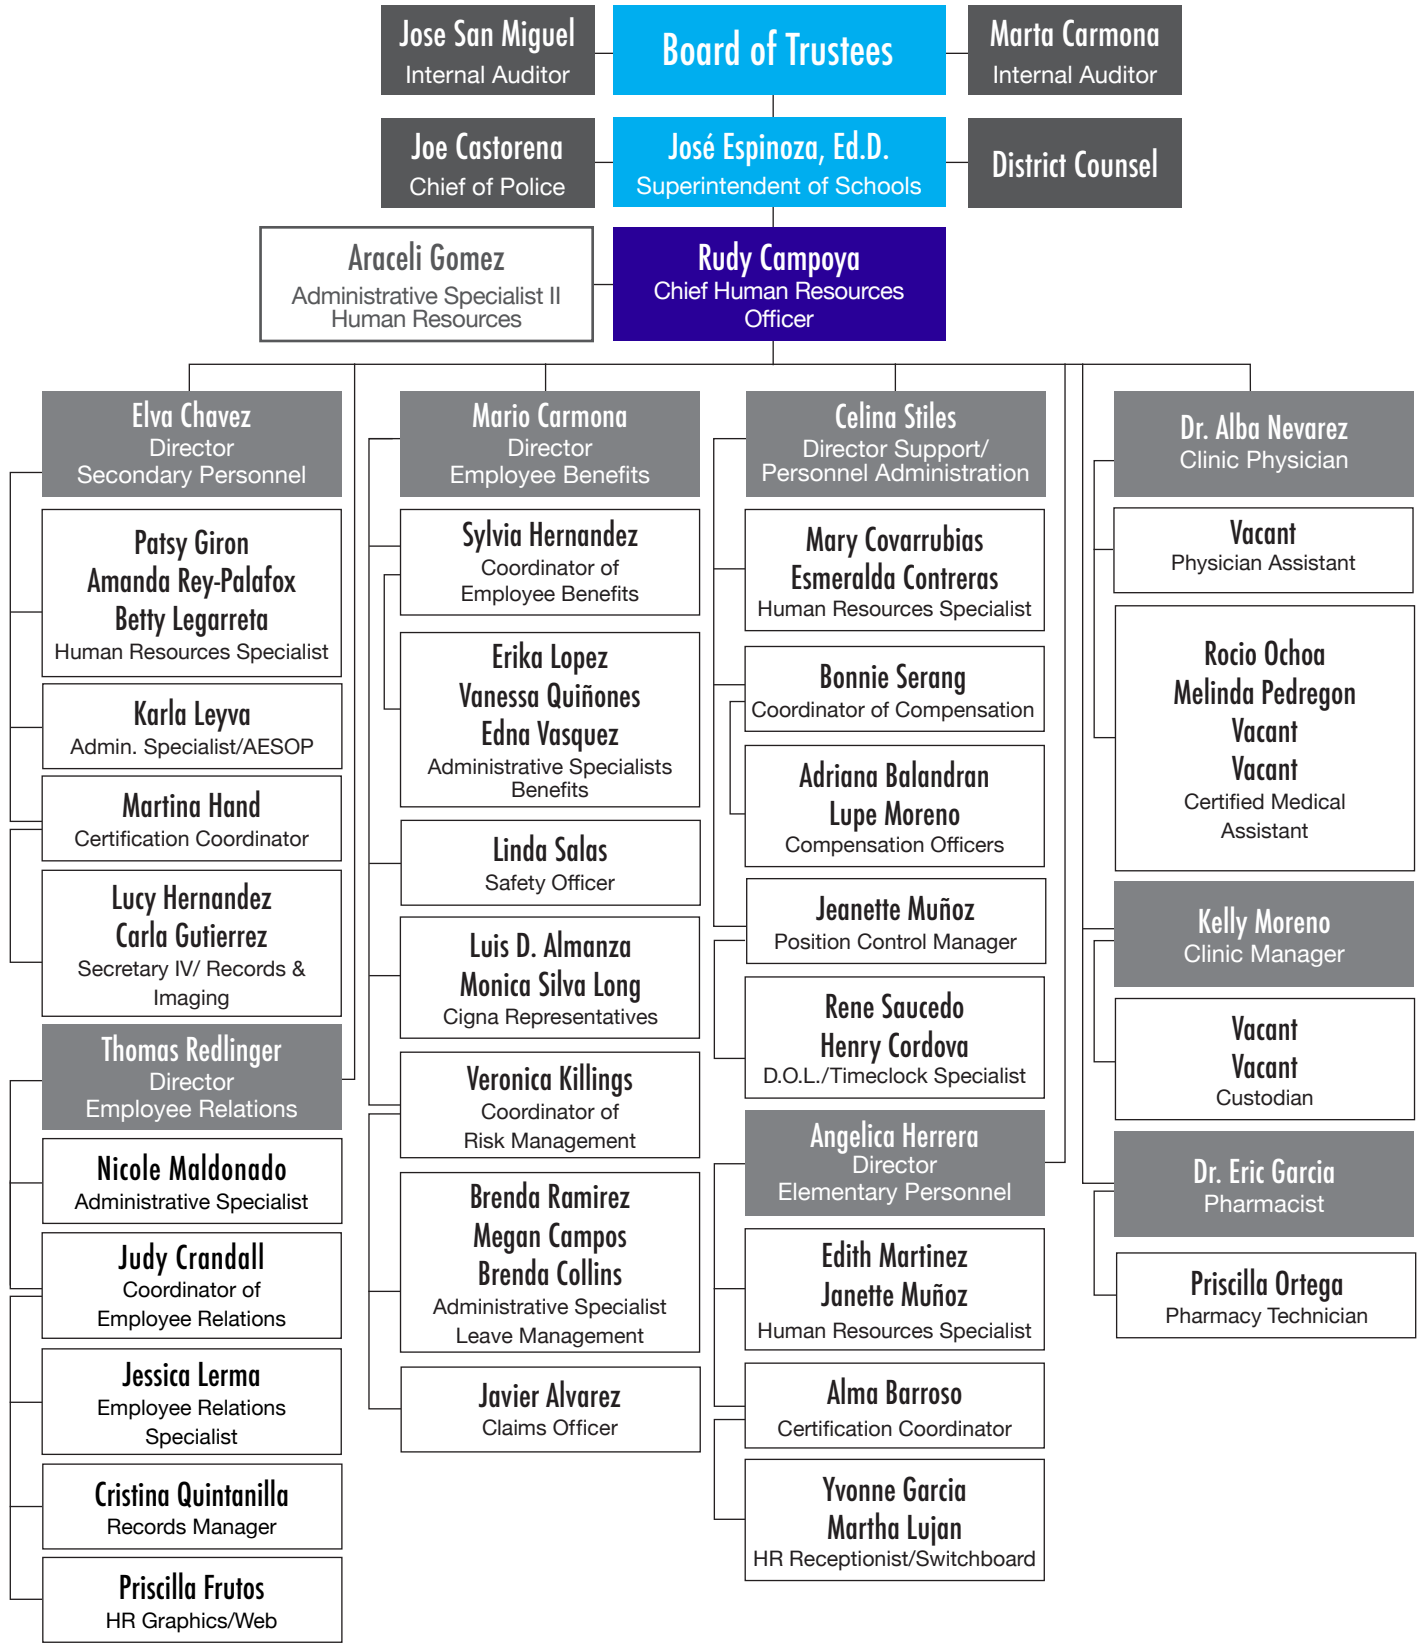 Jose San Miguel
Internal Auditor
Board of Trustees
Marta Carmona
Internal Auditor
Joe Castorena
Chief of Police
José Espinoza, Ed.D.
Superintendent of Schools
District Counsel
Araceli Gomez
Administrative Specialist II
Human Resources
Rudy Campoya
Chief Human Resources
Officer
Elva Chavez
Director
Secondary Personnel
Patsy Giron
Amanda Rey-Palafox
Betty Legarreta
Human Resources Specialist
Karla Leyva
Admin. Specialist/AESOP
Martina Hand
Certification Coordinator
Lucy Hernandez
Carla Gutierrez
Secretary IV/ Records &
Imaging
Thomas Redlinger
Director
Employee Relations
Nicole Maldonado
Administrative Specialist
Judy Crandall
Coordinator of
Employee Relations
Jessica Lerma
Employee Relations
Specialist
Cristina Quintanilla
Records Manager
Priscilla Frutos
HR Graphics/Web
Mario Carmona
Director
Employee Benefits
Sylvia Hernandez
Coordinator of
Employee Benefits
Erika Lopez
Vanessa Quiñones
Edna Vasquez
Administrative Specialists
Benefits
Linda Salas
Safety Officer
Luis D. Almanza
Monica Silva Long
Cigna Representatives
Veronica Killings
Coordinator of
Risk Management
Brenda Ramirez
Megan Campos
Brenda Collins
Administrative Specialist
Leave Management
Javier Alvarez
Claims Officer
Celina Stiles
Director Support/
Personnel Administration
Mary Covarrubias
Esmeralda Contreras
Human Resources Specialist
Bonnie Serang
Coordinator of Compensation
Adriana Balandran
Lupe Moreno
Compensation Officers
Jeanette Muñoz
Position Control Manager
Rene Saucedo
Henry Cordova
D.O.L./Timeclock Specialist
Angelica Herrera
Director
Elementary Personnel
Edith Martinez
Janette Muñoz
Human Resources Specialist
Alma Barroso
Certification Coordinator
Yvonne Garcia
Martha Lujan
HR Receptionist/Switchboard
Dr. Alba Nevarez
Clinic Physician
Vacant
Physician Assistant
Rocio Ochoa
Melinda Pedregon
Vacant
Vacant
Certified Medical
Assistant
Kelly Moreno
Clinic Manager
Vacant
Vacant
Custodian
Dr. Eric Garcia
Pharmacist
Priscilla Ortega
Pharmacy Technician